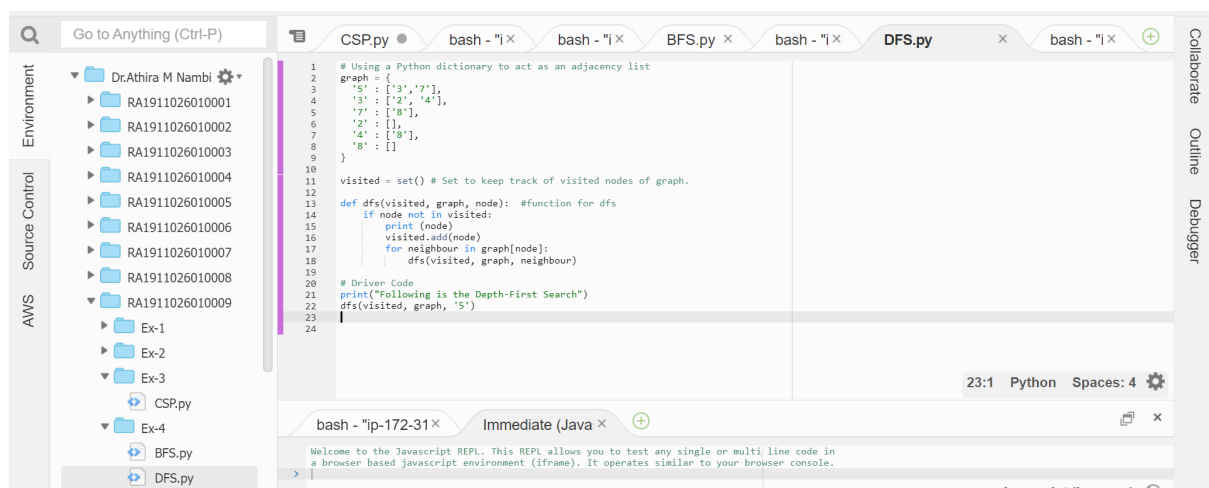 Go to Anything (Ctrl-P)
CSP.py
bash - "i ×
bash - "i ×
BFS.py ×
bash - "i ×
DFS.py ×
bash - "i ×
Environment
Source Control
AWS
Dr.Athira M Nambi
RA1911026010001
RA1911026010002
RA1911026010003
RA1911026010004
RA1911026010005
RA1911026010006
RA1911026010007
RA1911026010008
RA1911026010009
Ex-1
Ex-2
Ex-3
CSP.py
Ex-4
BFS.py
DFS.py
1 # Using a Python dictionary to act as an adjacency list
2 graph = {
3   '5' : ['3','7'],
4   '3' : ['2', '4'],
5   '7' : ['8'],
6   '2' : [],
7   '4' : ['8'],
8   '8' : []
9 }
10
11 visited = set() # Set to keep track of visited nodes of graph.
12
13 def dfs(visited, graph, node):  #function for dfs
14     if node not in visited:
15         print (node)
16         visited.add(node)
17         for neighbour in graph[node]:
18             dfs(visited, graph, neighbour)
19
20 # Driver Code
21 print("Following is the Depth-First Search")
22 dfs(visited, graph, '5')
23
24
23:1 Python Spaces: 4
Collaborate
Outline
Debugger
bash - "ip-172-31 ×
Immediate (Java ×
Welcome to the Javascript REPL. This REPL allows you to test any single or multi line code in
a browser based javascript environment (iframe). It operates similar to your browser console.
>